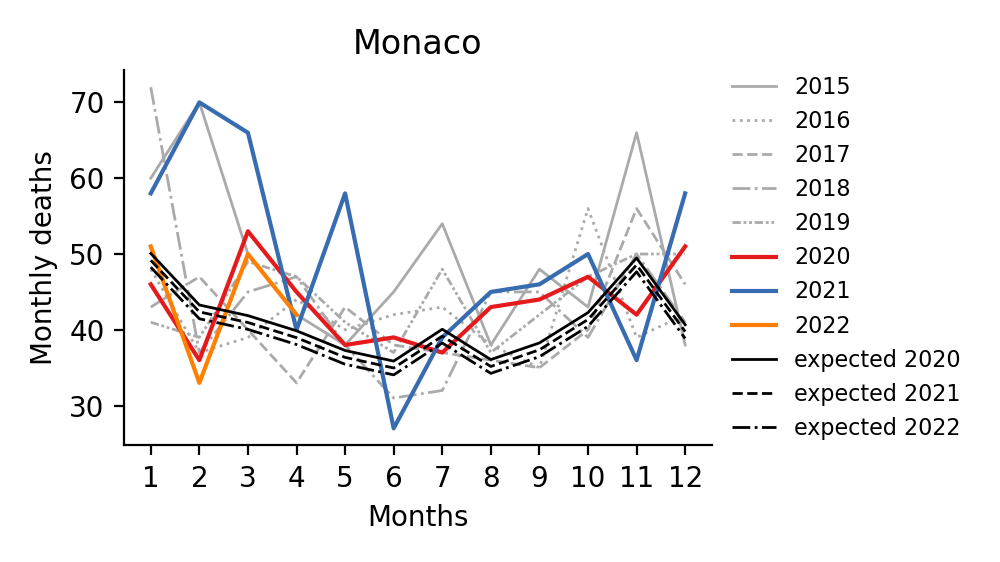 Monaco
Monthly deaths
70
60
50
40
30
1 2 3 4 5 6 7 8 9 10 11 12
Months
2015
2016
2017
2018
2019
2020
2021
2022
expected 2020
expected 2021
expected 2022